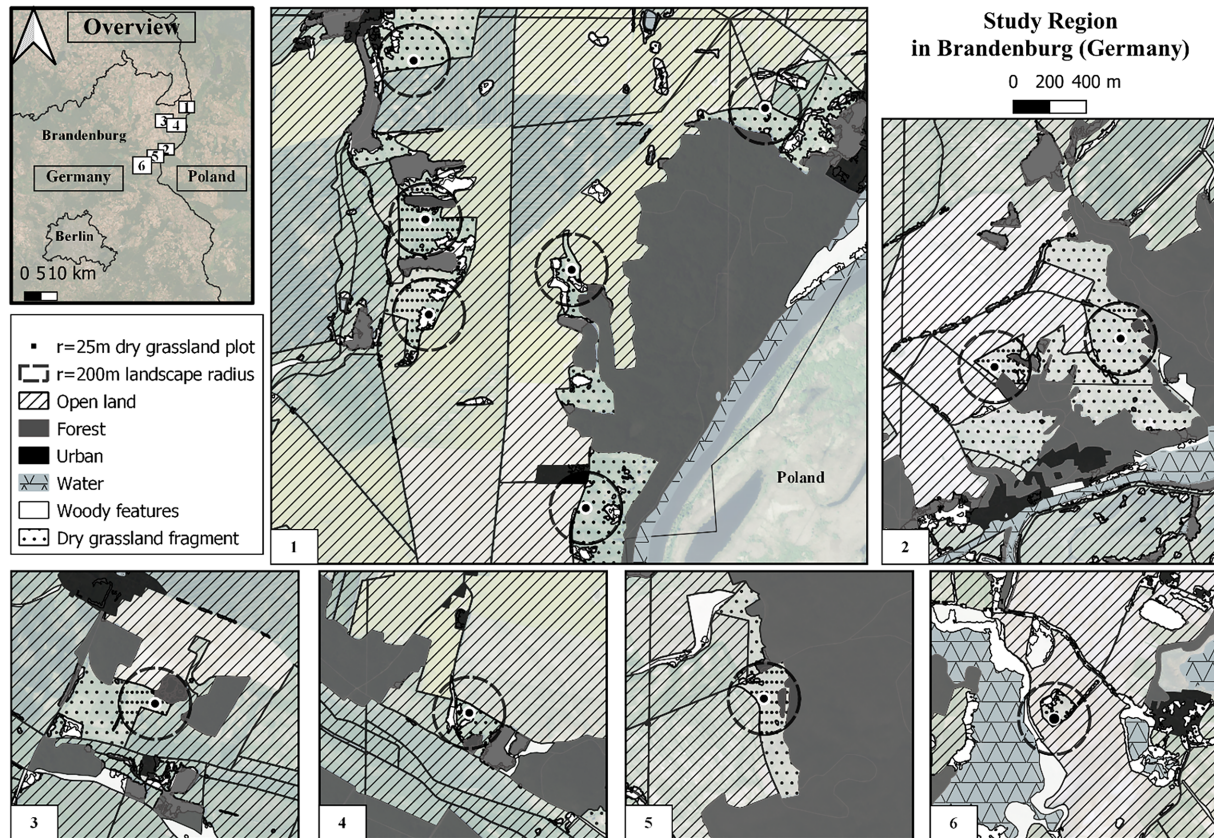 Overview
1
3
4
Brandenburg
2
5
6
Germany
Poland
Berlin
0 5 10 km
r=25m dry grassland plot
r=200m landscape radius
Open land
Forest
Urban
Water
Woody features
Dry grassland fragment
Poland
1
Study Region
in Brandenburg (Germany)
0 200 400 m
2
3
4
5
6